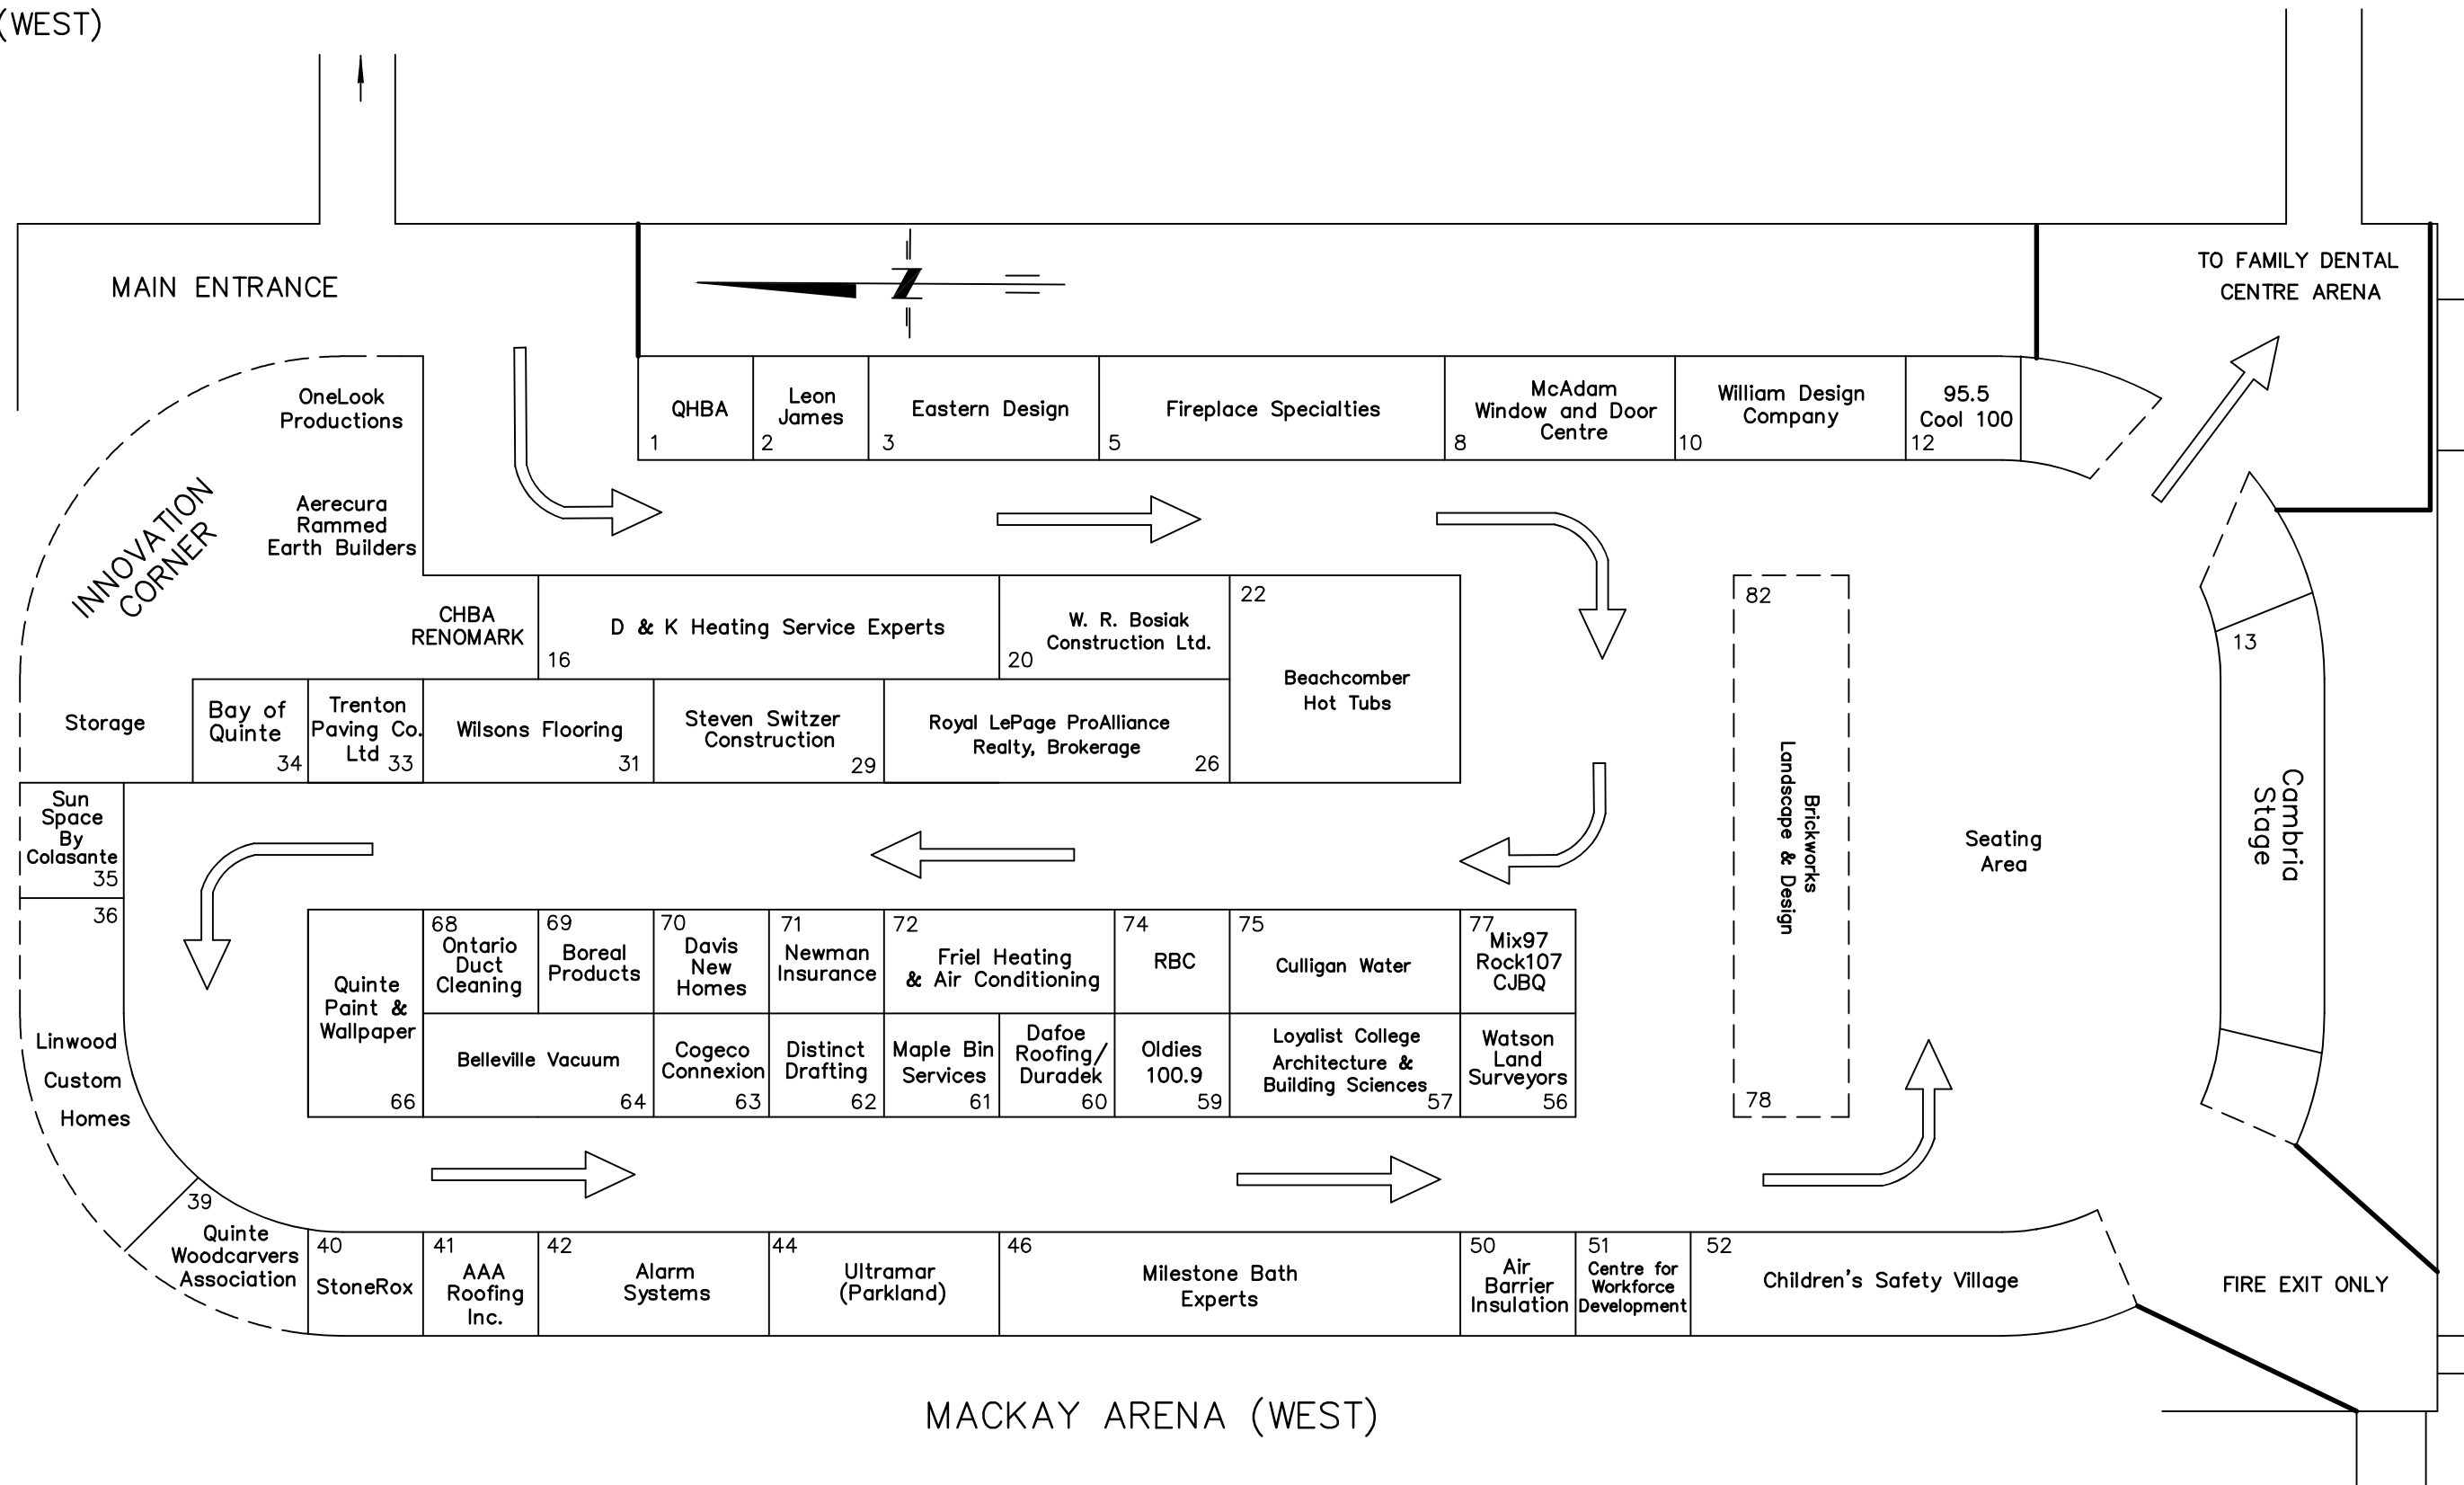 (WEST)
MAIN ENTRANCE
N
TO FAMILY DENTAL
CENTRE ARENA
OneLook
Productions
Aerecura
Rammed
Earth Builders
INNOVATION
CORNER
QHBA
1
Leon
James
2
Eastern Design
3
Fireplace Specialties
5
McAdam
Window and Door
Centre
8
William Design
Company
10
95.5
Cool 100
12
CHBA
RENOMARK
D & K Heating Service Experts
16
W. R. Bosiak
Construction Ltd.
20
22
Beachcomber
Hot Tubs
Storage
Bay of
Quinte
34
Trenton
Paving Co.
Ltd
33
Wilsons Flooring
31
Steven Switzer
Construction
29
Royal LePage ProAlliance
Realty, Brokerage
26
82
Brickworks
Landscape & Design
78
Seating
Area
13
Cambria
Stage
Sun
Space
By
Colasante
35
36
Linwood
Custom
Homes
Quinte
Paint &
Wallpaper
66
68
Ontario
Duct
Cleaning
69
Boreal
Products
70
Davis
New
Homes
71
Newman
Insurance
72
Friel Heating
& Air Conditioning
74
RBC
75
Culligan Water
77
Mix97
Rock107
CJBQ
Belleville Vacuum
64
Cogeco
Connexion
63
Distinct
Drafting
62
Maple Bin
Services
61
Dafoe
Roofing/
Duradek
60
Oldies
100.9
59
Loyalist College
Architecture &
Building Sciences
57
Watson
Land
Surveyors
56
39
Quinte
Woodcarvers
Association
40
StoneRox
41
AAA
Roofing
Inc.
42
Alarm
Systems
44
Ultramar
(Parkland)
46
Milestone Bath
Experts
50
Air
Barrier
Insulation
51
Centre for
Workforce
Development
52
Children's Safety Village
FIRE EXIT ONLY
MACKAY ARENA (WEST)